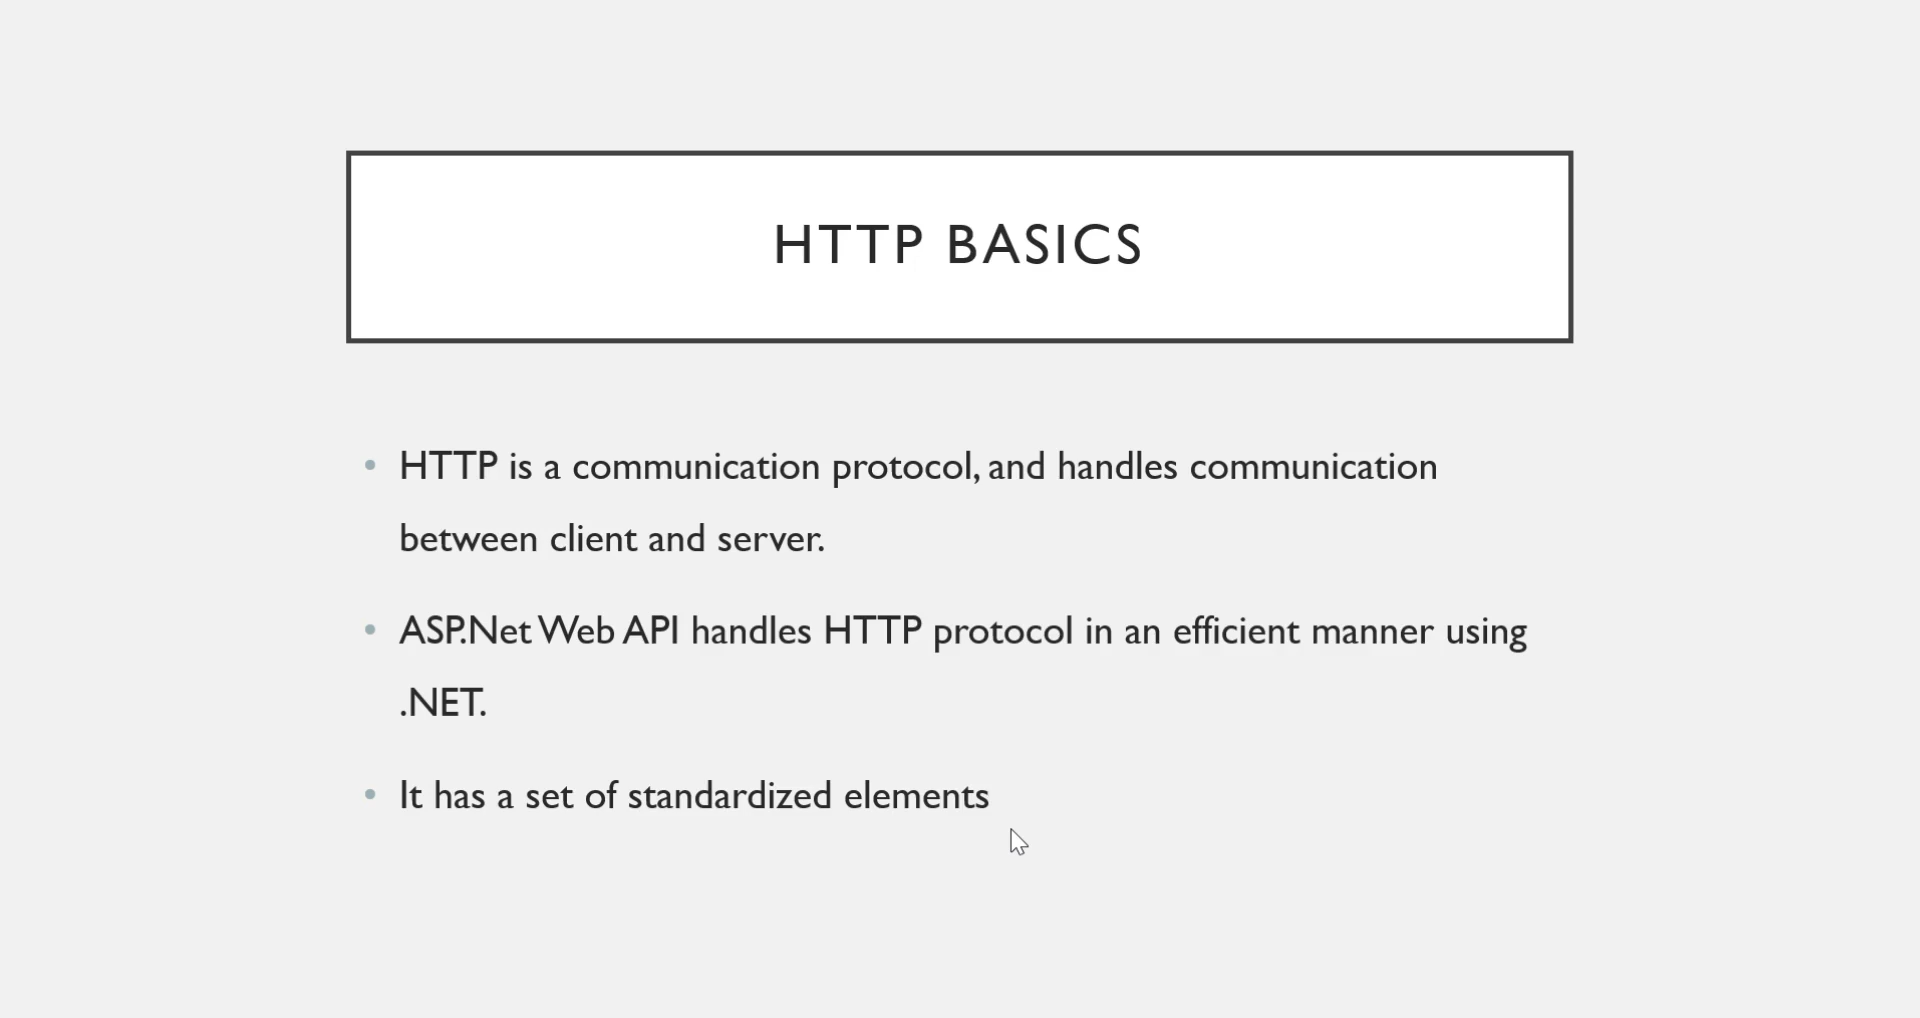 HTTP BASICS
• HTTP is a communication protocol, and handles communication
between client and server.
• ASP.Net Web API handles HTTP protocol in an efficient manner using
.NET.
• It has a set of standardized elements